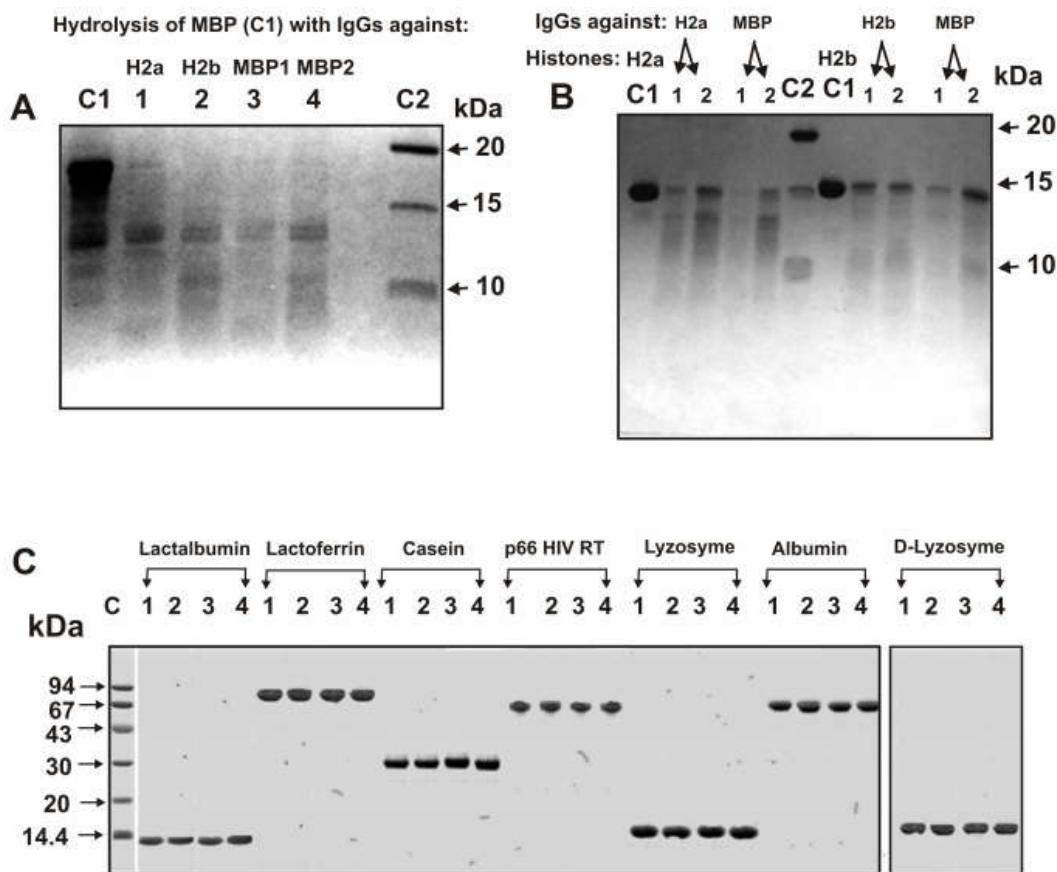 Hydrolysis of MBP (C1) with IgGs against:
H2a H2b MBP1 MBP2
A C1 1 2 3 4 C2 kDa
20
15
10
IgGs against: H2a MBP H2b MBP
Histones: H2a H2b
B C1 1 2 1 2 C2 C1 1 2 1 2 kDa
20
15
10
C Lactalbumin Lactoferrin Casein p66 HIV RT Lyzosyme Albumin D-Lyzosyme
C 1 2 3 4 1 2 3 4 1 2 3 4 1 2 3 4 1 2 3 4 1 2 3 4 1 2 3 4
kDa
94
67
43
30
20
14.4